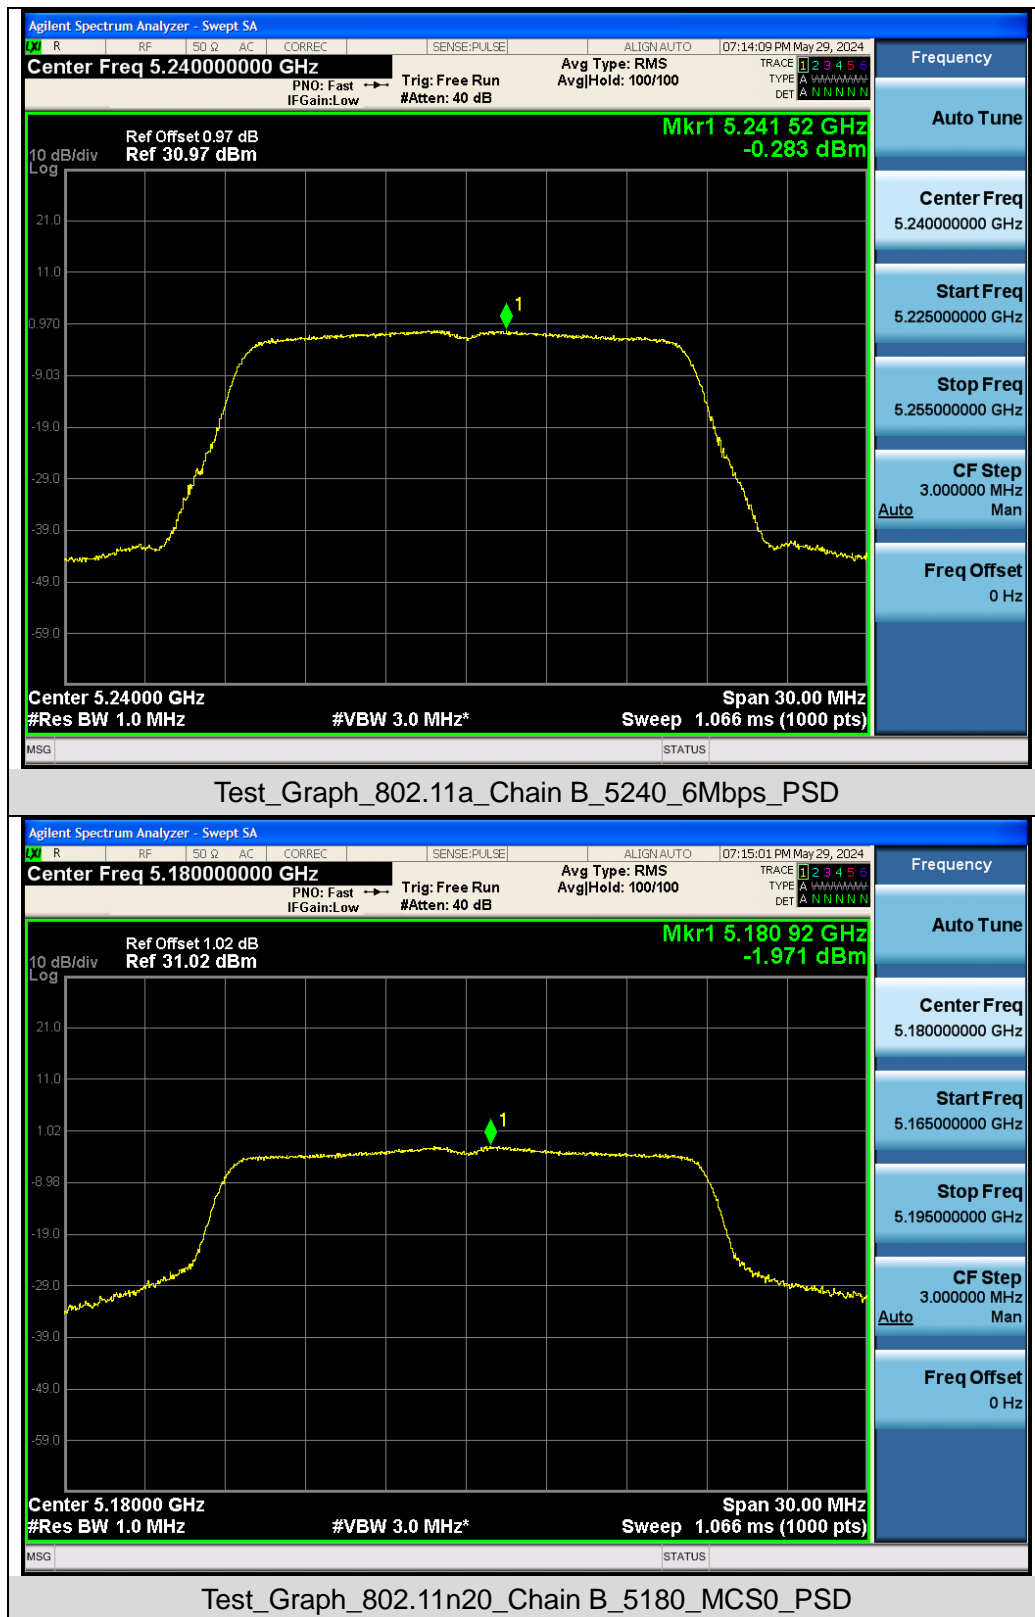 Agilent Spectrum Analyzer - Swept SA
LXI R RF 50 Ω AC CORREC SENSE:PULSE ALIGN AUTO 07:14:09 PM May 29, 2024
Center Freq 5.240000000 GHz
PNO: Fast
IFGain:Low
Trig: Free Run
#Atten: 40 dB
Avg Type: RMS
Avg|Hold: 100/100
TRACE 1 2 3 4 5 6
TYPE A WWWWW
DET A N N N N N
Mkr1 5.241 52 GHz
-0.283 dBm
Ref Offset 0.97 dB
10 dB/div Ref 30.97 dBm
Log
21.0
11.0
1
0.970
-9.03
-19.0
-29.0
-39.0
-49.0
-59.0
Center 5.24000 GHz Span 30.00 MHz
#Res BW 1.0 MHz #VBW 3.0 MHz* Sweep 1.066 ms (1000 pts)
MSG STATUS
Frequency
Auto Tune
Center Freq
5.240000000 GHz
Start Freq
5.225000000 GHz
Stop Freq
5.255000000 GHz
CF Step
3.000000 MHz
Auto Man
Freq Offset
0 Hz
Test_Graph_802.11a_Chain B_5240_6Mbps_PSD
Agilent Spectrum Analyzer - Swept SA
LXI R RF 50 Ω AC CORREC SENSE:PULSE ALIGN AUTO 07:15:01 PM May 29, 2024
Center Freq 5.180000000 GHz
PNO: Fast
IFGain:Low
Trig: Free Run
#Atten: 40 dB
Avg Type: RMS
Avg|Hold: 100/100
TRACE 1 2 3 4 5 6
TYPE A WWWWW
DET A N N N N N
Mkr1 5.180 92 GHz
-1.971 dBm
Ref Offset 1.02 dB
10 dB/div Ref 31.02 dBm
Log
21.0
11.0
1
1.02
-8.98
-19.0
-29.0
-39.0
-49.0
-59.0
Center 5.18000 GHz Span 30.00 MHz
#Res BW 1.0 MHz #VBW 3.0 MHz* Sweep 1.066 ms (1000 pts)
MSG STATUS
Frequency
Auto Tune
Center Freq
5.180000000 GHz
Start Freq
5.165000000 GHz
Stop Freq
5.195000000 GHz
CF Step
3.000000 MHz
Auto Man
Freq Offset
0 Hz
Test_Graph_802.11n20_Chain B_5180_MCS0_PSD